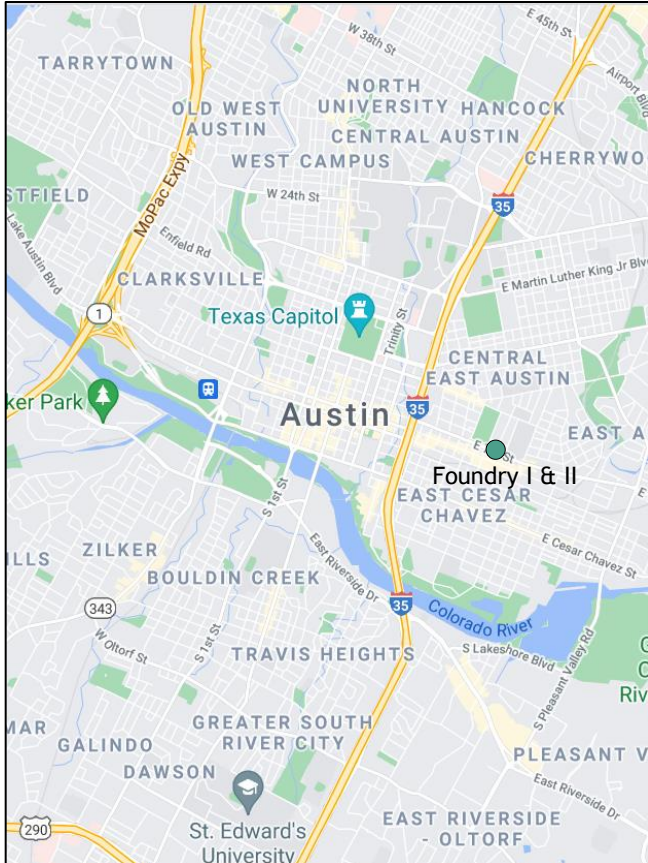 E 45th St
W 38th St
TARRYTOWN
Airport Blvd
NORTH
UNIVERSITY
HANCOCK
OLD WEST
AUSTIN
CENTRAL AUSTIN
WEST CAMPUS
CHERRYWO
MoPac Expy
STFIELD
W 24th St
35
Lake Austin Blvd
Enfield Rd
E Martin Luther King Jr Blv
CLARKSVILLE
1
Texas Capitol
Trinity St
CENTRAL
EAST AUSTIN
ker Park
Austin
35
EAST A
E
St
Foundry I & II
E
EAST CESAR
CHAVEZ
S 1st St
E Cesar Chavez St
ZILKER
LLS
East Riverside Dr
BOULDIN CREEK
343
35
Colorado River
S 1st St
W Oltorf St
TRAVIS HEIGHTS
S Lakeshore Blvd
S Pleasant Valley Rd
G
C
Riv
MAR
GREATER SOUTH
RIVER CITY
GALINDO
DAWSON
PLEASANT V
East Riverside Dr
290
St. Edward's
University
EAST RIVERSIDE
- OLTORF